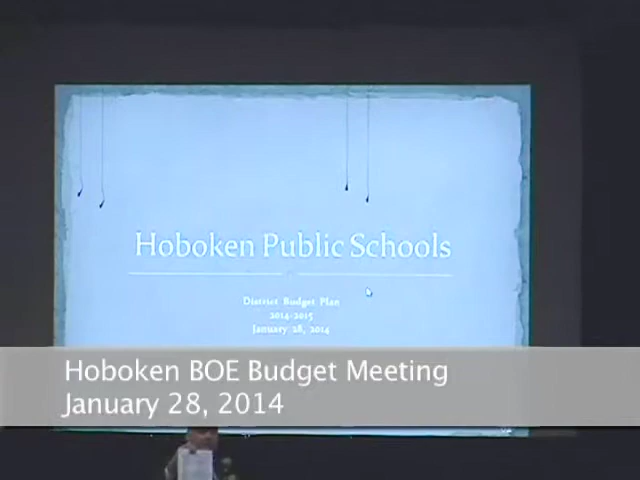 Hoboken Public Schools
District Budget Plan
2014-2015
January 28, 2014
Hoboken BOE Budget Meeting
January 28, 2014